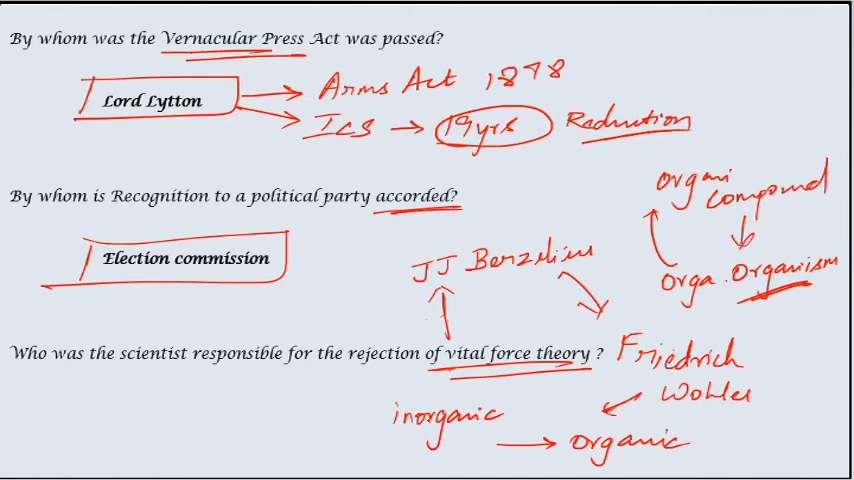 By whom was the Vernacular Press Act was passed?
Lord Lytton
Arms Act 1878
ICS → 19yrs Reduction
By whom is Recognition to a political party accorded?
Organi
Compound
Election commission
JJ Berzelius
Orga. Organism
Who was the scientist responsible for the rejection of vital force theory ?
Friedrich
Wohler
inorganic
→ organic